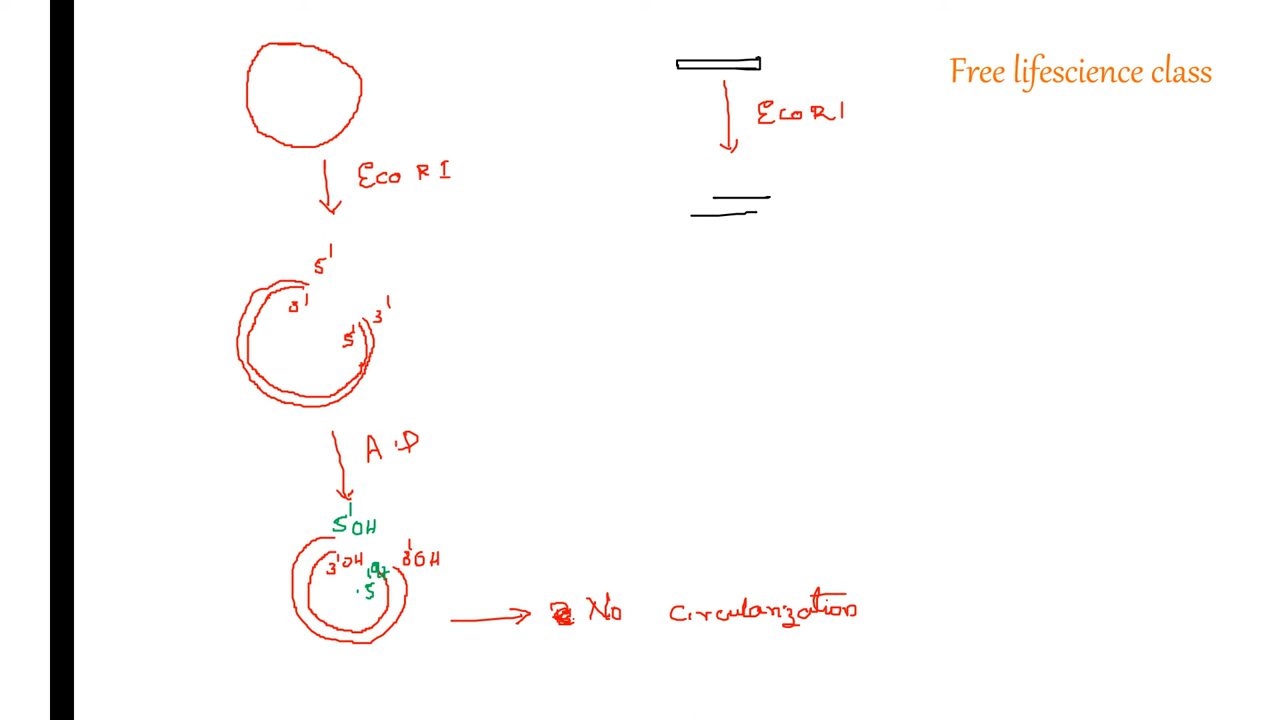 Free lifescience class
EcoRI
EcoRI
5'
3'
3'
5'
A.P
5'OH
3'OH
3'OH
5
No circularization